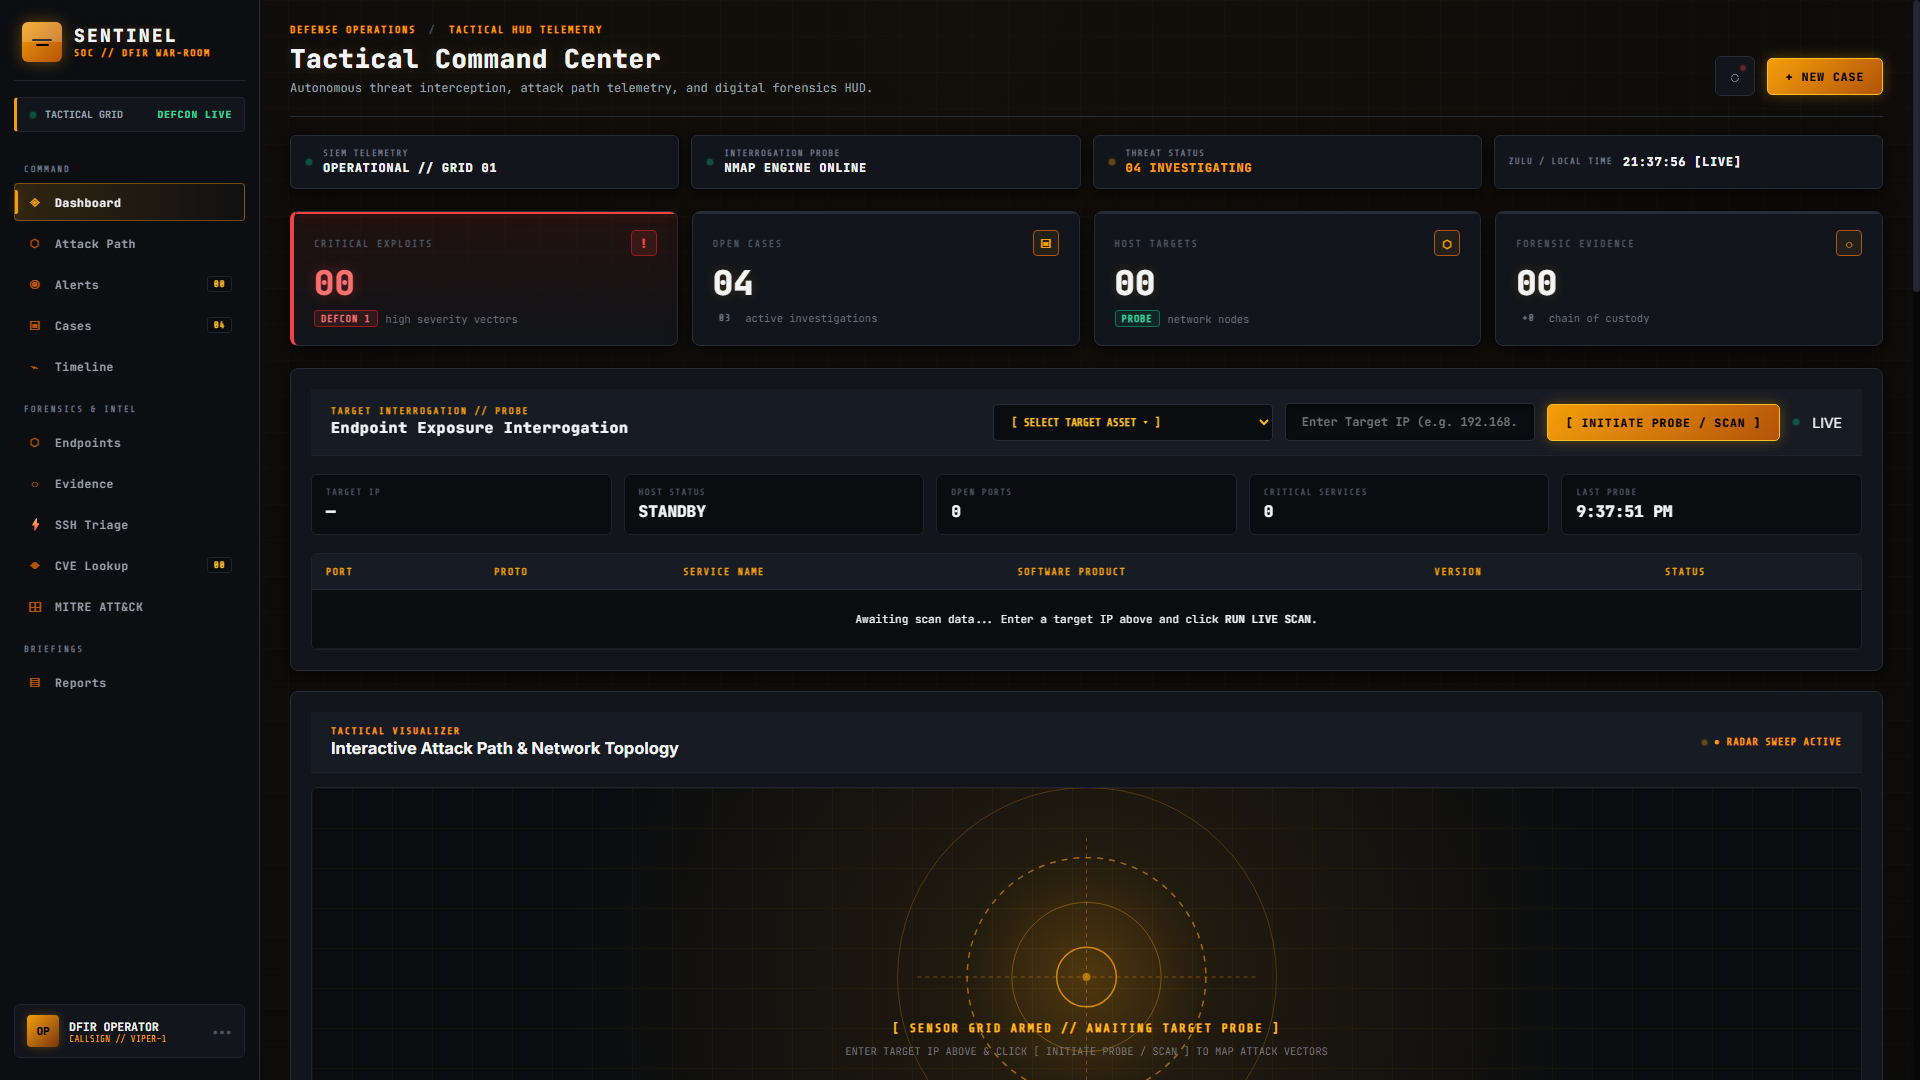 SENTINEL
SOC // DFIR WAR-ROOM
TACTICAL GRID DEFCON LIVE
COMMAND
Dashboard
Attack Path
Alerts 00
Cases 04
Timeline
FORENSICS & INTEL
Endpoints
Evidence
SSH Triage
CVE Lookup 00
MITRE ATT&CK
BRIEFINGS
Reports
OP
DFIR OPERATOR
CALLSIGN // VIPER-1
DEFENSE OPERATIONS / TACTICAL HUD TELEMETRY
Tactical Command Center
Autonomous threat interception, attack path telemetry, and digital forensics HUD.
+ NEW CASE
SIEM TELEMETRY
OPERATIONAL // GRID 01
INTERROGATION PROBE
NMAP ENGINE ONLINE
THREAT STATUS
04 INVESTIGATING
ZULU / LOCAL TIME 21:37:56 [LIVE]
CRITICAL EXPLOITS !
00
DEFCON 1 high severity vectors
OPEN CASES
04
03 active investigations
HOST TARGETS
00
PROBE network nodes
FORENSIC EVIDENCE
00
+0 chain of custody
TARGET INTERROGATION // PROBE
Endpoint Exposure Interrogation
[ SELECT TARGET ASSET ▾ ]
Enter Target IP (e.g. 192.168.
[ INITIATE PROBE / SCAN ]
LIVE
TARGET IP
—
HOST STATUS
STANDBY
OPEN PORTS
0
CRITICAL SERVICES
0
LAST PROBE
9:37:51 PM
PORT PROTO SERVICE NAME SOFTWARE PRODUCT VERSION STATUS
Awaiting scan data... Enter a target IP above and click RUN LIVE SCAN.
TACTICAL VISUALIZER
Interactive Attack Path & Network Topology
● RADAR SWEEP ACTIVE
[ SENSOR GRID ARMED // AWAITING TARGET PROBE ]
ENTER TARGET IP ABOVE & CLICK [ INITIATE PROBE / SCAN ] TO MAP ATTACK VECTORS